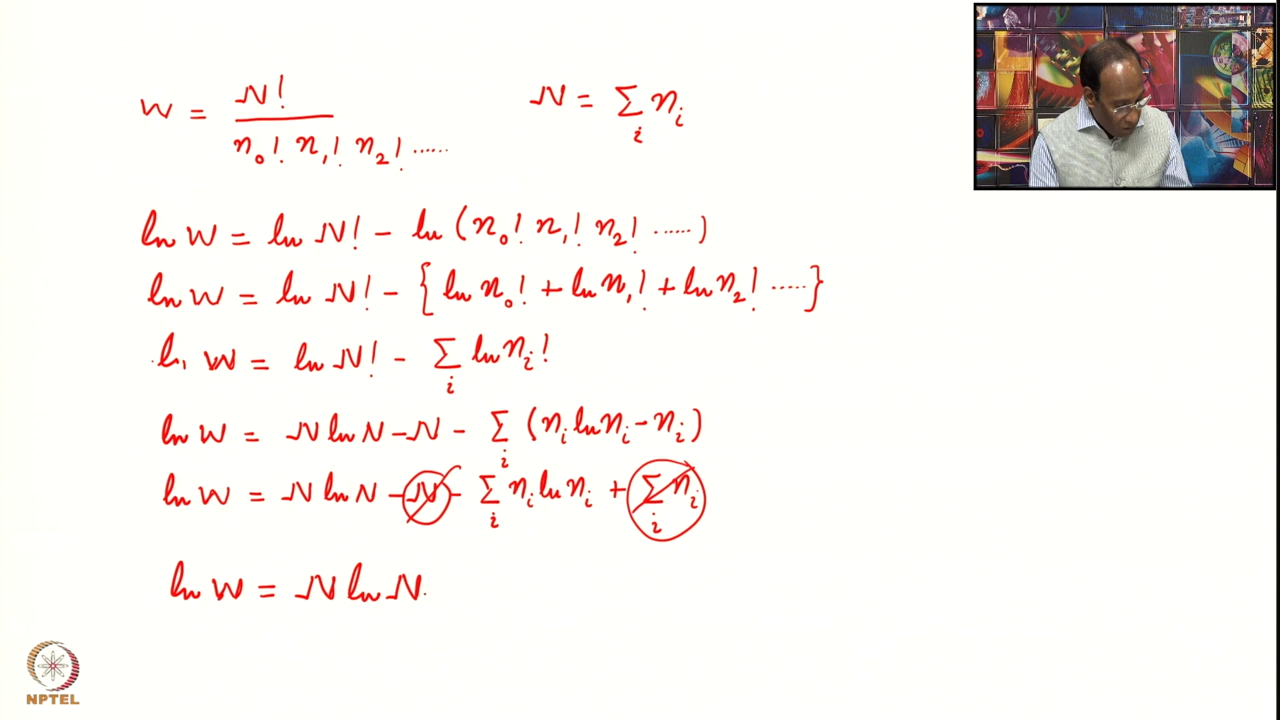 W = N! / n₀! n₁! n₂! ......    N = Σᵢ nᵢ
ln W = ln N! - ln (n₀! n₁! n₂! ......)
ln W = ln N! - { ln n₀! + ln n₁! + ln n₂! ..... }
ln W = ln N! - Σᵢ ln nᵢ!
ln W = N ln N - N - Σᵢ (nᵢ ln nᵢ - nᵢ)
ln W = N ln N - N - Σᵢ nᵢ ln nᵢ + Σᵢ nᵢ
ln W = N ln N
NPTEL